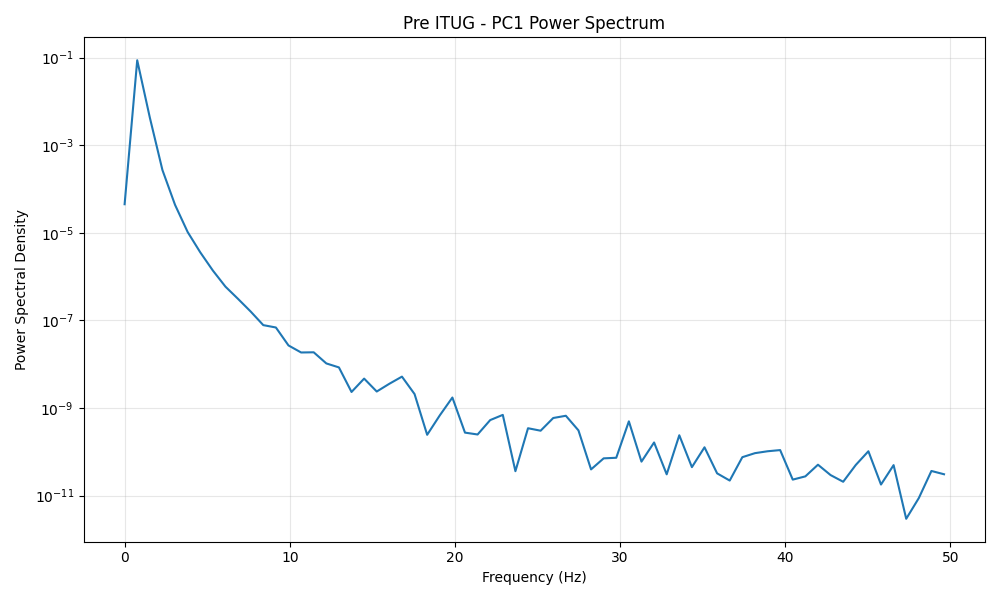 Pre ITUG - PC1 Power Spectrum
Power Spectral Density
10⁻¹
10⁻³
10⁻⁵
10⁻⁷
10⁻⁹
10⁻¹¹
0 10 20 30 40 50
Frequency (Hz)